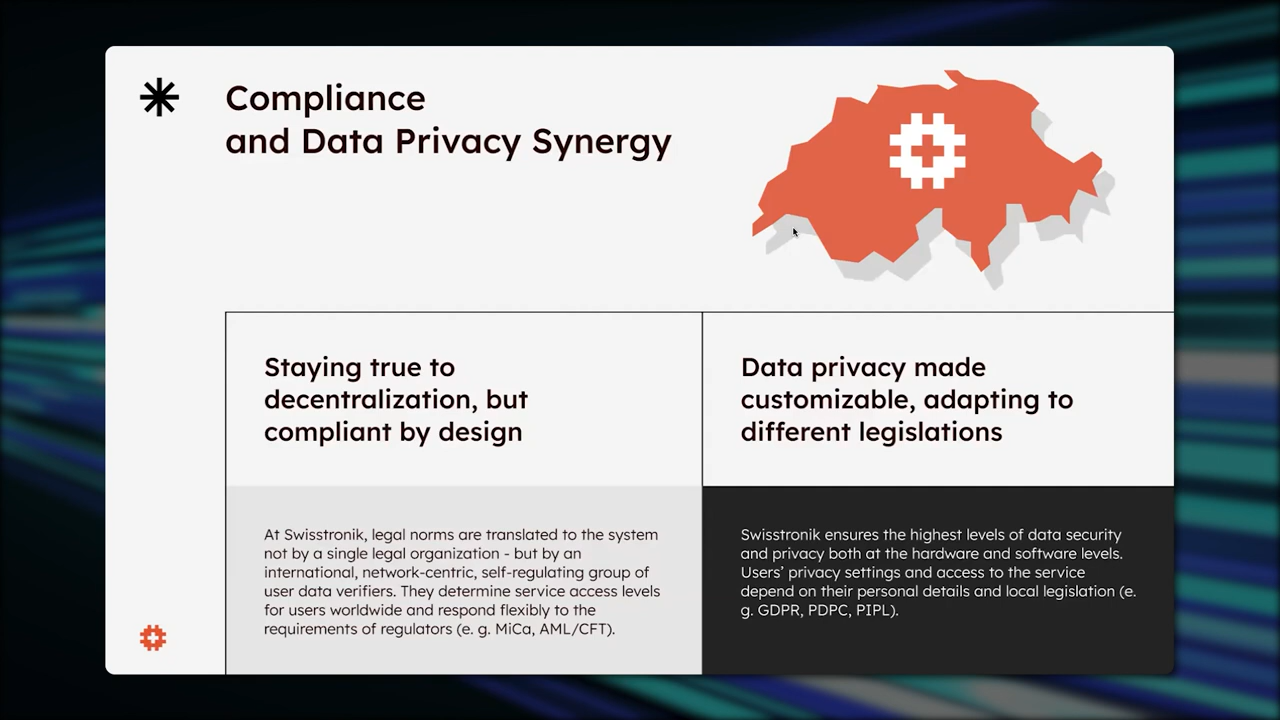 Compliance
and Data Privacy Synergy
Staying true to
decentralization, but
compliant by design
Data privacy made
customizable, adapting to
different legislations
At Swisstronik, legal norms are translated to the system
not by a single legal organization - but by an
international, network-centric, self-regulating group of
user data verifiers. They determine service access levels
for users worldwide and respond flexibly to the
requirements of regulators (e. g. MiCa, AML/CFT).
Swisstronik ensures the highest levels of data security
and privacy both at the hardware and software levels.
Users’ privacy settings and access to the service
depend on their personal details and local legislation (e.
g. GDPR, PDPC, PIPL).